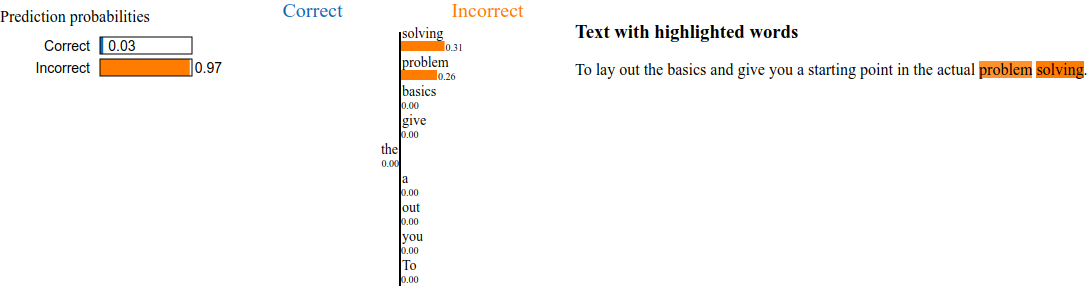 Prediction probabilities
Correct 0.03
Incorrect 0.97
Correct Incorrect
solving
0.31
problem
0.26
basics
0.00
give
0.00
the
0.00
a
0.00
out
0.00
you
0.00
To
0.00
Text with highlighted words
To lay out the basics and give you a starting point in the actual problem solving.